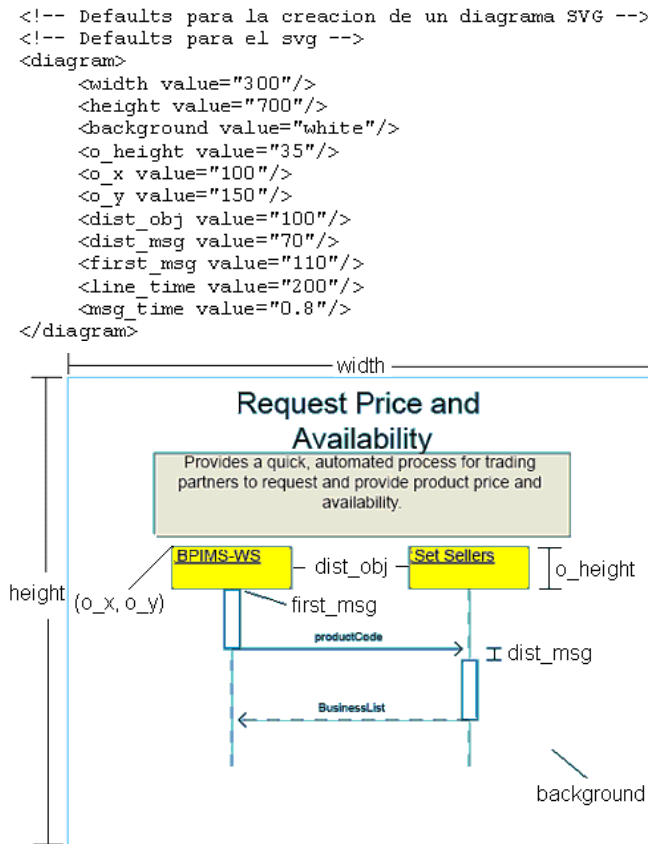 <!-- Defaults para la creacion de un diagrama SVG -->
<!-- Defaults para el svg -->
<diagram>
<width value="300"/>
<height value="700"/>
<background value="white"/>
<o_height value="35"/>
<o_x value="100"/>
<o_y value="150"/>
<dist_obj value="100"/>
<dist_msg value="70"/>
<first_msg value="110"/>
<line_time value="200"/>
<msg_time value="0.8"/>
</diagram>
width
Request Price and
Availability
Provides a quick, automated process for trading
partners to request and provide product price and
availability.
BPIMS-WS
dist_obj
Set Sellers
o_height
height
(o_x, o_y)
first_msg
productCode
dist_msg
BusinessList
background